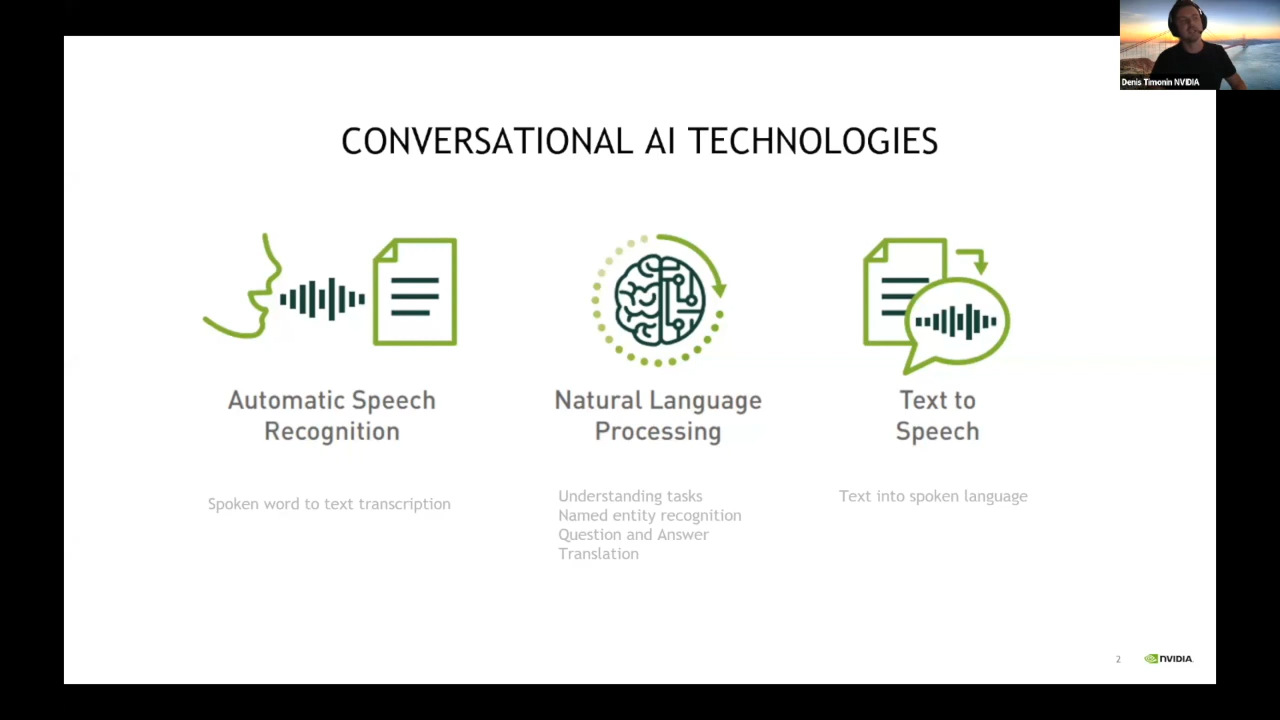 Denis Timonin NVIDIA
CONVERSATIONAL AI TECHNOLOGIES
Automatic Speech
Recognition
Spoken word to text transcription
Natural Language
Processing
Understanding tasks
Named entity recognition
Question and Answer
Translation
Text to
Speech
Text into spoken language
2
NVIDIA